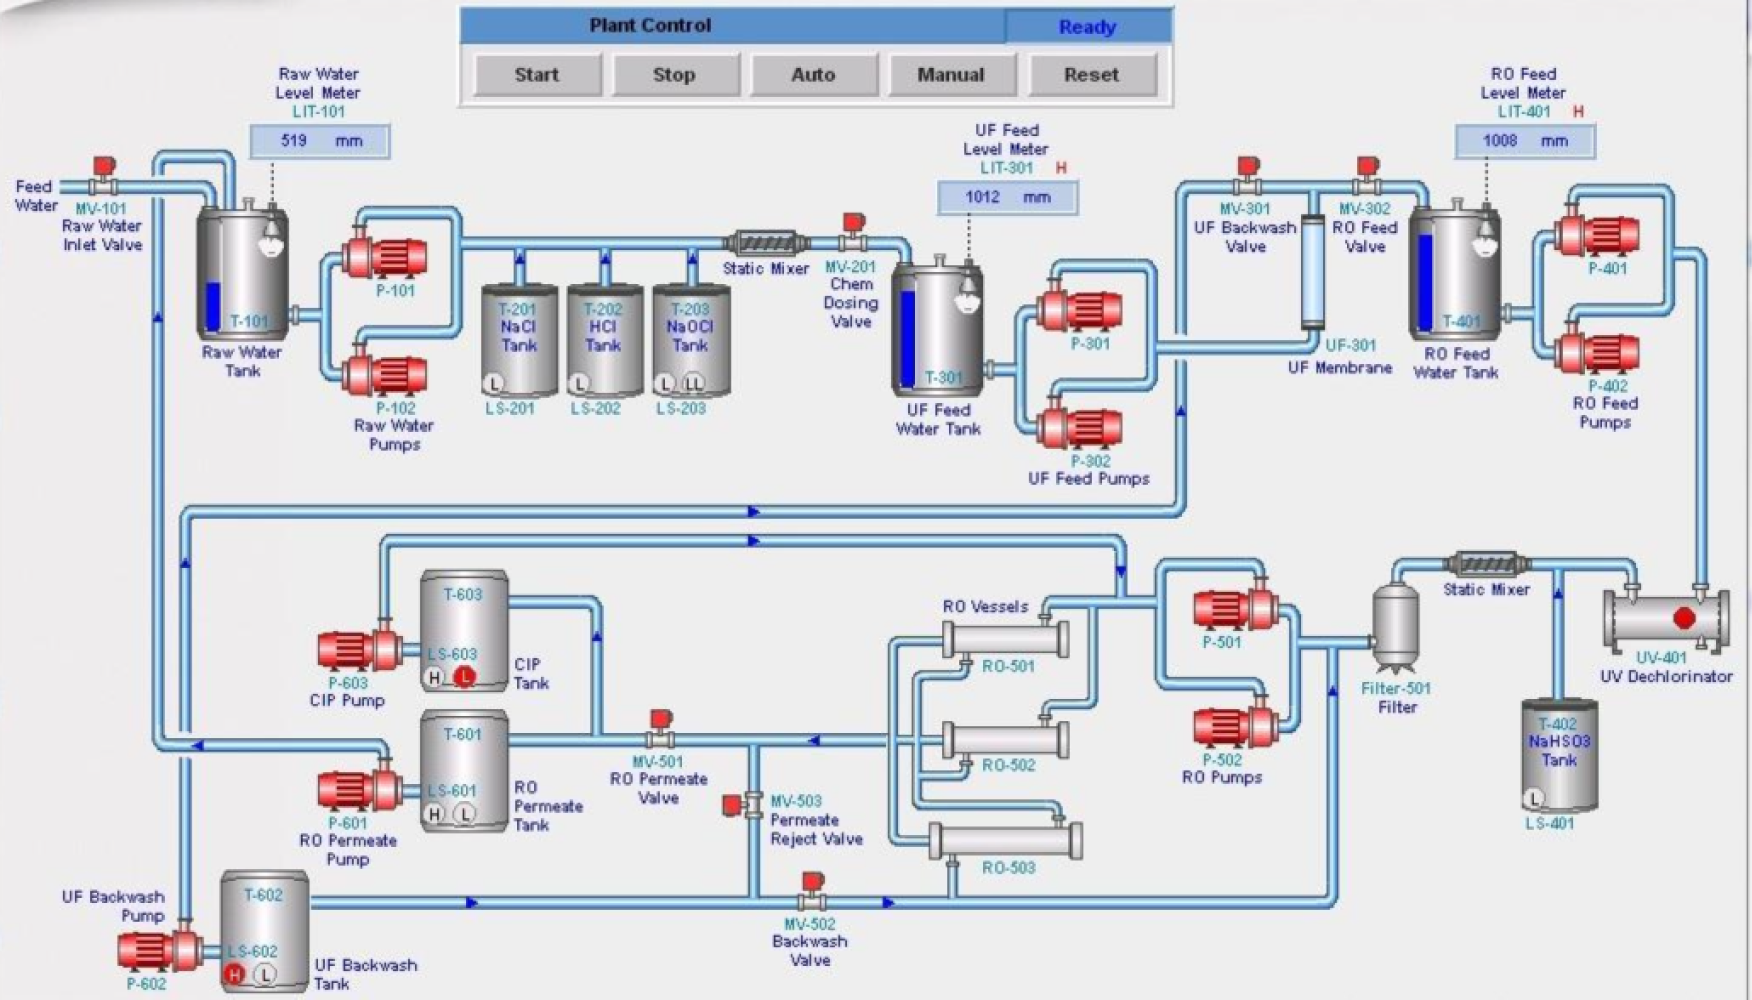 Plant Control
Ready
Start
Stop
Auto
Manual
Reset
Raw Water
Level Meter
LIT-101
519 mm
UF Feed
Level Meter
LIT-301 H
1012 mm
RO Feed
Level Meter
LIT-401 H
1008 mm
Feed
Water
MV-101
Raw Water
Inlet Valve
T-101
Raw Water
Tank
P-101
P-102
Raw Water
Pumps
T-201
NaCl
Tank
L
LS-201
T-202
HCl
Tank
L
LS-202
T-203
NaOCl
Tank
L LL
LS-203
Static Mixer
MV-201
Chem
Dosing
Valve
T-301
UF Feed
Water Tank
P-301
P-302
UF Feed Pumps
MV-301
UF Backwash
Valve
MV-302
RO Feed
Valve
UF-301
UF Membrane
T-401
RO Feed
Water Tank
P-401
P-402
RO Feed
Pumps
T-603
LS-603
H L
CIP
Tank
P-603
CIP Pump
T-601
LS-601
H L
RO
Permeate
Tank
P-601
RO Permeate
Pump
MV-501
RO Permeate
Valve
MV-503
Permeate
Reject Valve
RO Vessels
RO-501
RO-502
RO-503
P-501
P-502
RO Pumps
Filter-501
Filter
Static Mixer
UV-401
UV Dechlorinator
T-402
NaHSO3
Tank
L
LS-401
UF Backwash
Pump
P-602
T-602
LS-602
H L
UF Backwash
Tank
MV-502
Backwash
Valve